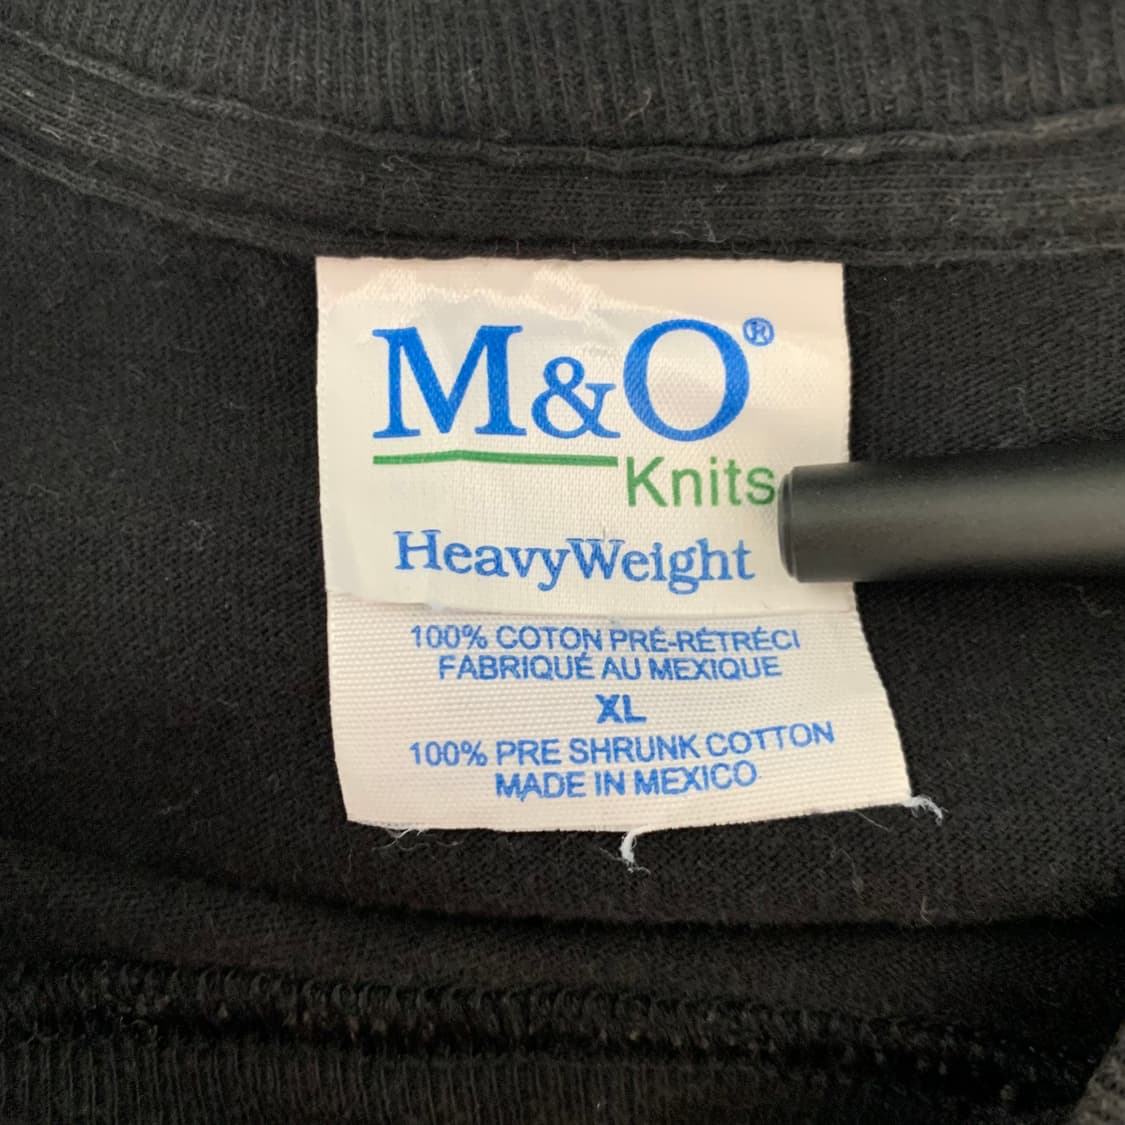 M&O®
Knits
HeavyWeight
100% COTON PRÉ-RÉTRÉCI
FABRIQUÉ AU MEXIQUE
XL
100% PRE SHRUNK COTTON
MADE IN MEXICO